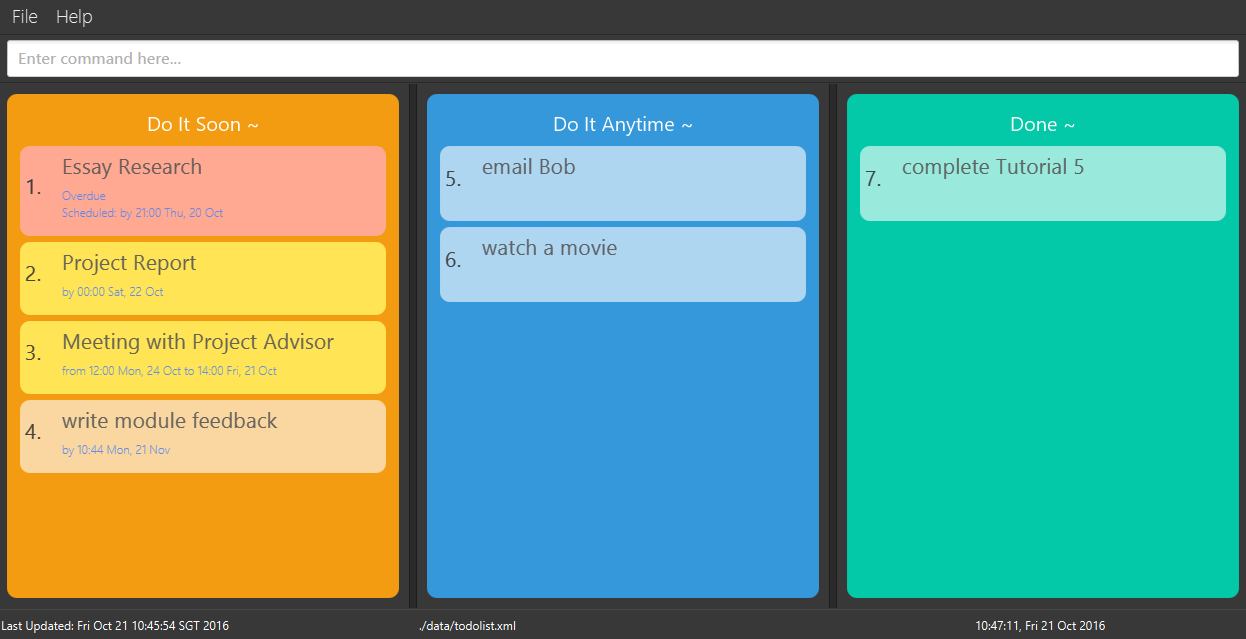 File Help
Enter command here...
Do It Soon ~
1. Essay Research
Overdue
Scheduled: by 21:00 Thu, 20 Oct
2. Project Report
by 00:00 Sat, 22 Oct
3. Meeting with Project Advisor
from 12:00 Mon, 24 Oct to 14:00 Fri, 21 Oct
4. write module feedback
by 10:44 Mon, 21 Nov
Do It Anytime ~
5. email Bob
6. watch a movie
Done ~
7. complete Tutorial 5
Last Updated: Fri Oct 21 10:45:54 SGT 2016
./data/todolist.xml
10:47:11, Fri 21 Oct 2016